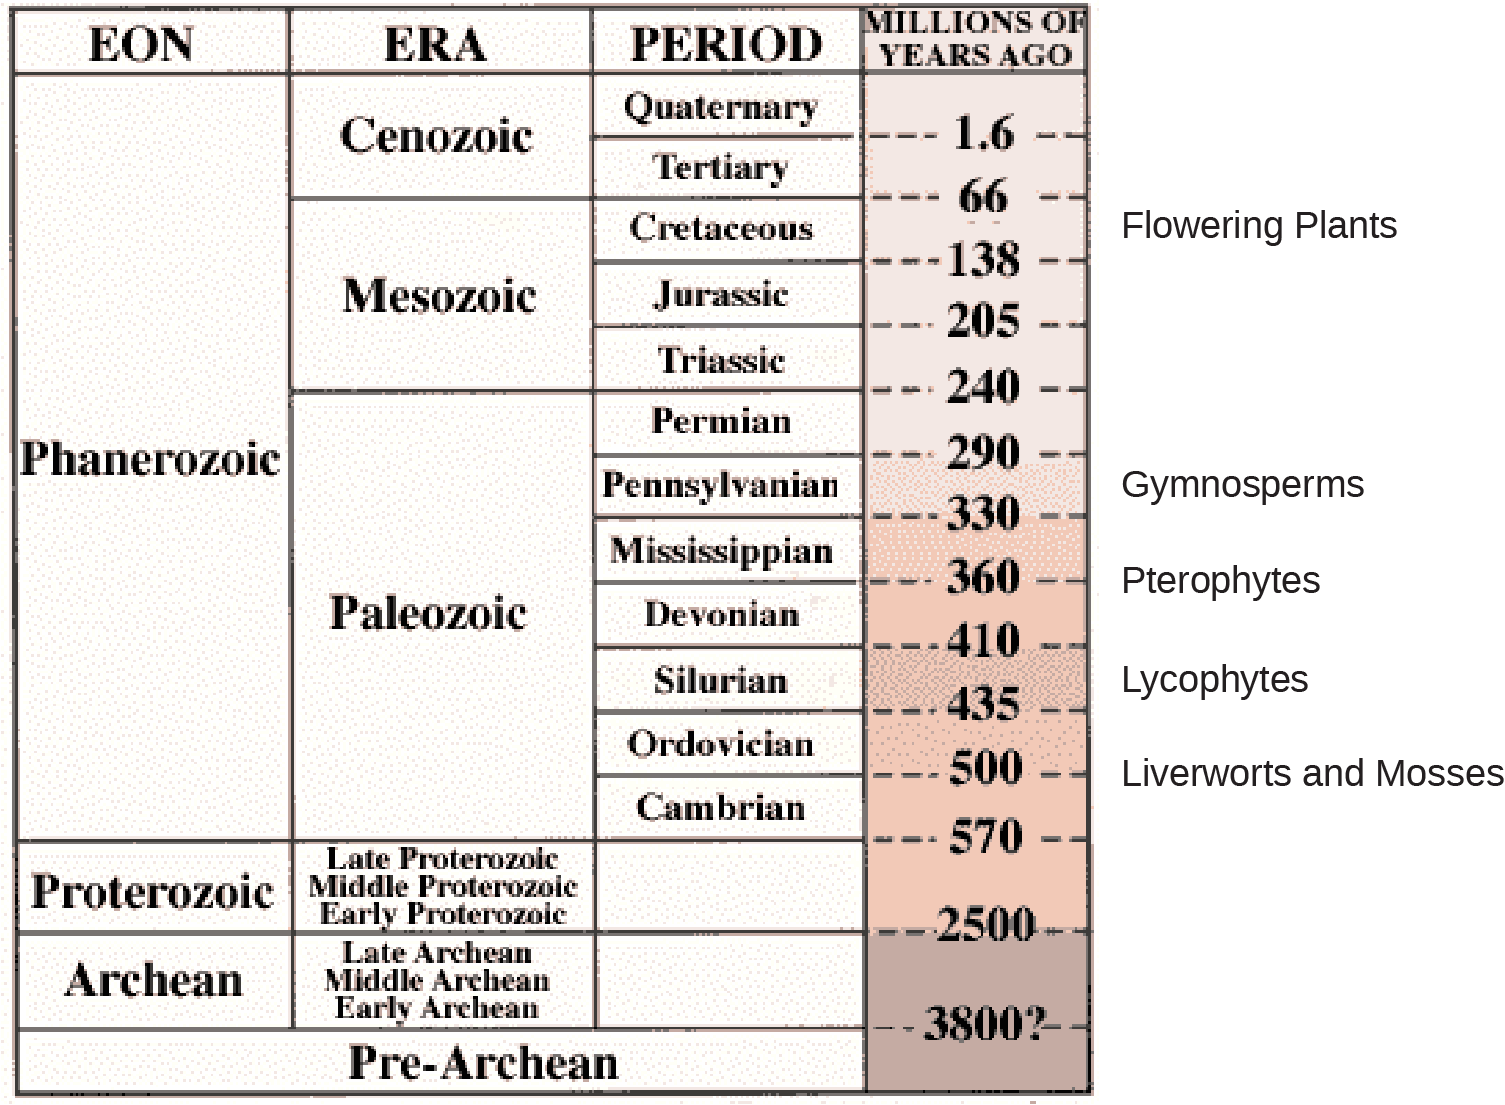 EON
ERA
PERIOD
MILLIONS OF
YEARS AGO
Phanerozoic
Cenozoic
Quaternary
1.6
Tertiary
66
Mesozoic
Cretaceous
Flowering Plants
138
Jurassic
205
Triassic
240
Paleozoic
Permian
290
Pennsylvanian
Gymnosperms
330
Mississippian
360
Pterophytes
Devonian
410
Silurian
Lycophytes
435
Ordovician
500
Liverworts and Mosses
Cambrian
570
Proterozoic
Late Proterozoic
Middle Proterozoic
Early Proterozoic
2500
Archean
Late Archean
Middle Archean
Early Archean
3800?
Pre-Archean